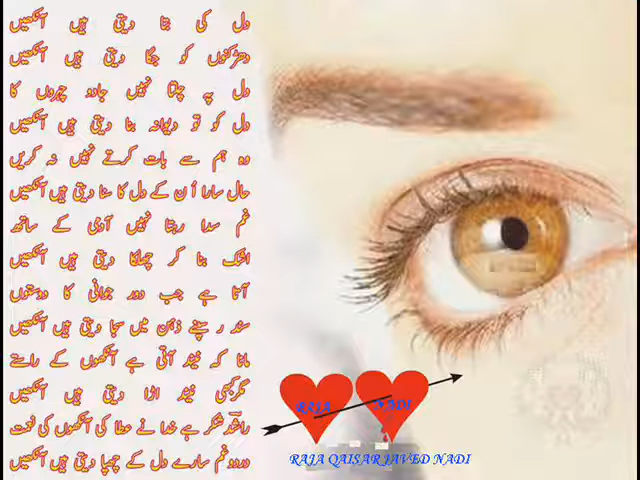 دل کی بتا دیتی ہیں آنکھیں
دھڑکنوں کو جگا دیتی ہیں آنکھیں
دل پہ چلتا نہیں جادو چہروں کا
دل کو تو دیوانہ بنا دیتی ہیں آنکھیں
وہ ہم سے بات کرتے نہیں نہ کریں
حال سارا اُن کے دل کا سنا دیتی ہیں آنکھیں
غم سدا رہتا نہیں آدمی کے ساتھ
اشک بنا کر چھلکا دیتی ہیں آنکھیں
آتا ہے جب دور جوانی کا دوستوں
سندر سپنے ذہن میں سجا دیتی ہیں آنکھیں
مانا کہ نیند آتی ہے آنکھوں کے راستے
مگر کبھی نیند اڑا دیتی ہیں آنکھیں
راشد شکر ہے خدا نے عطا کی آنکھوں کی نعمت
درد و غم سارے دل کے چھپا دیتی ہیں آنکھیں
RAJA NADI
RAJA QAISAR JAVED NADI